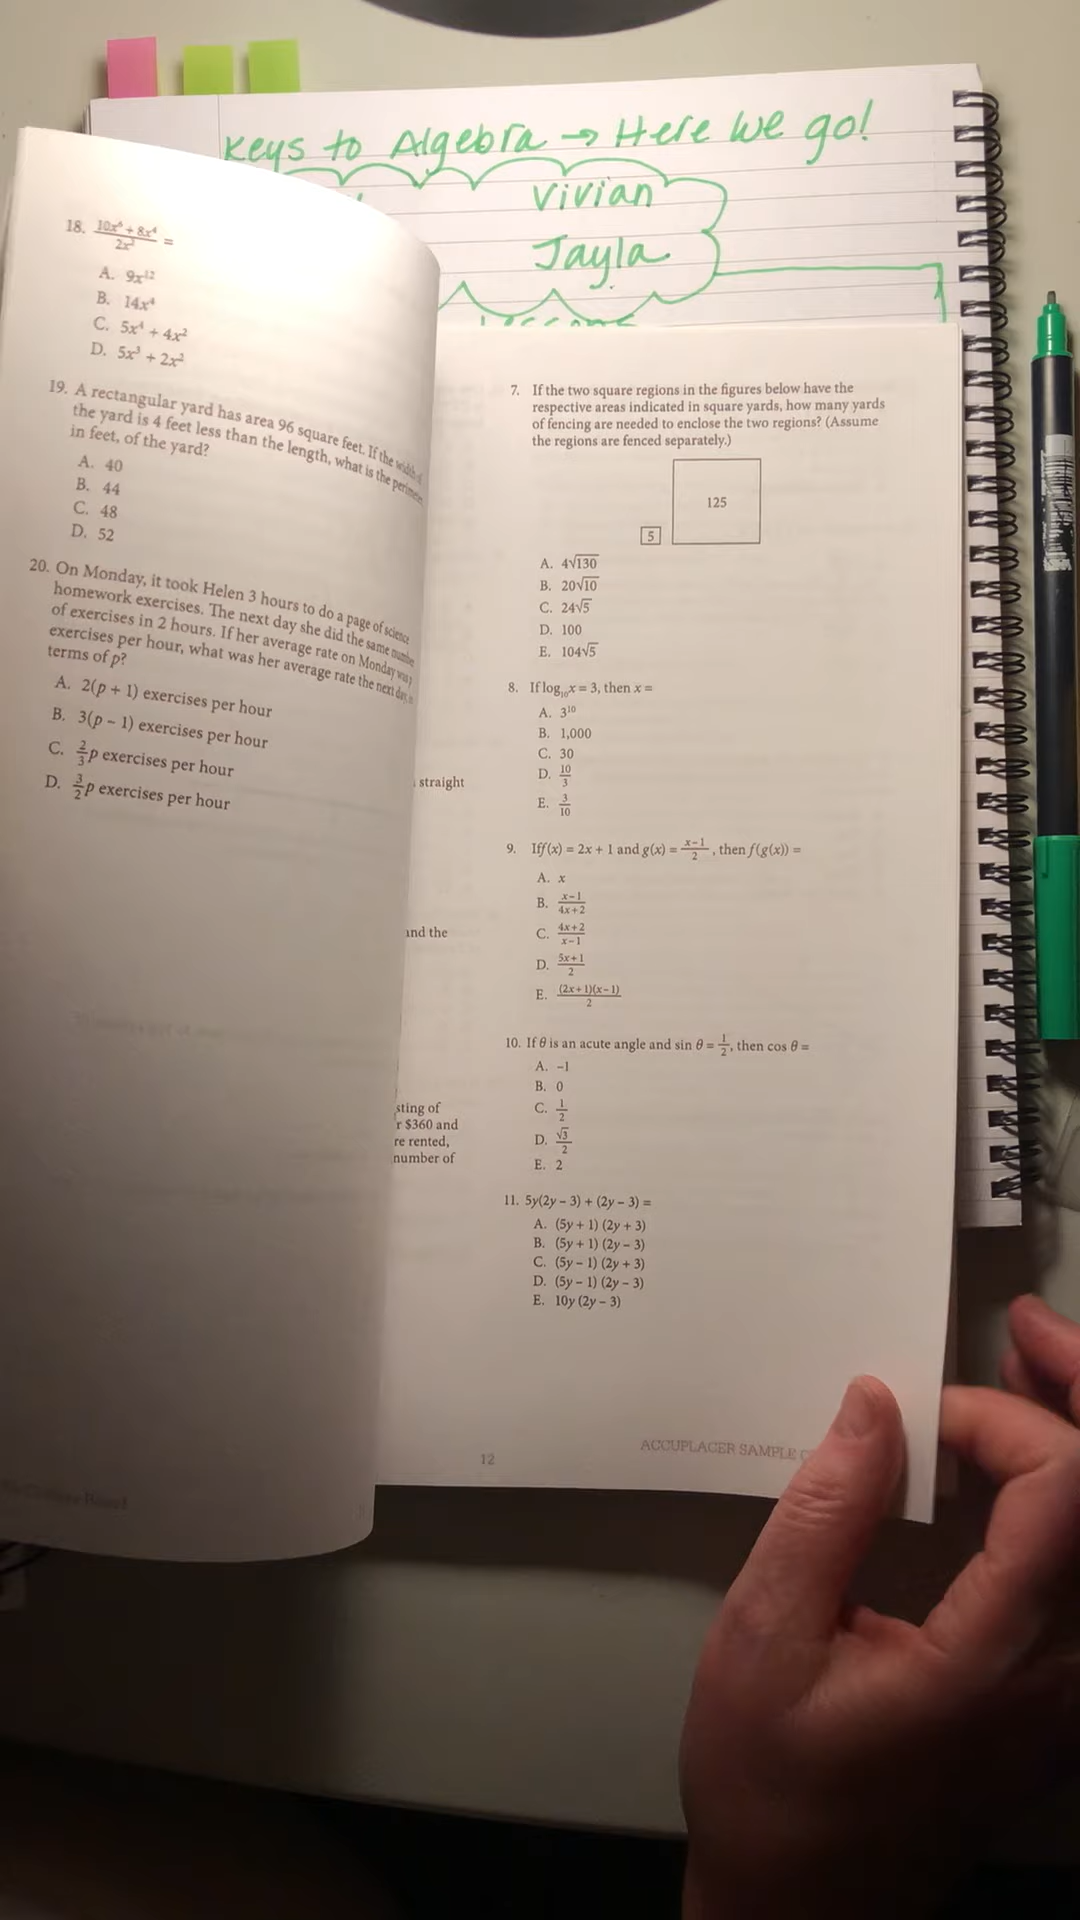 Keys to Algebra → Here we go!
Vivian
Jayla
18. 10x⁶ + 8x⁴ / 2x² =
A. 9x¹²
B. 14x⁴
C. 5x⁴ + 4x²
D. 5x³ + 2x²
19. A rectangular yard has area 96 square feet. If the width of
the yard is 4 feet less than the length, what is the perimeter,
in feet, of the yard?
A. 40
B. 44
C. 48
D. 52
20. On Monday, it took Helen 3 hours to do a page of science
homework exercises. The next day she did the same number
of exercises in 2 hours. If her average rate on Monday was p
exercises per hour, what was her average rate the next day, in
terms of p?
A. 2(p + 1) exercises per hour
B. 3(p – 1) exercises per hour
C. 2/3 p exercises per hour
D. 3/2 p exercises per hour
straight
and the
sting of
r $360 and
re rented,
number of
7. If the two square regions in the figures below have the
respective areas indicated in square yards, how many yards
of fencing are needed to enclose the two regions? (Assume
the regions are fenced separately.)
125
5
A. 4√130
B. 20√10
C. 24√5
D. 100
E. 104√5
8. If log₁₀x = 3, then x =
A. 3¹⁰
B. 1,000
C. 30
D. 10/3
E. 3/10
9. If f(x) = 2x + 1 and g(x) = x–1/2, then f(g(x)) =
A. x
B. x–1/4x+2
C. 4x+2/x–1
D. 5x+1/2
E. (2x+1)(x–1)/2
10. If θ is an acute angle and sin θ = 1/2, then cos θ =
A. –1
B. 0
C. 1/2
D. √3/2
E. 2
11. 5y(2y – 3) + (2y – 3) =
A. (5y + 1) (2y + 3)
B. (5y + 1) (2y – 3)
C. (5y – 1) (2y + 3)
D. (5y – 1) (2y – 3)
E. 10y (2y – 3)
12
ACCUPLACER SAMPLE